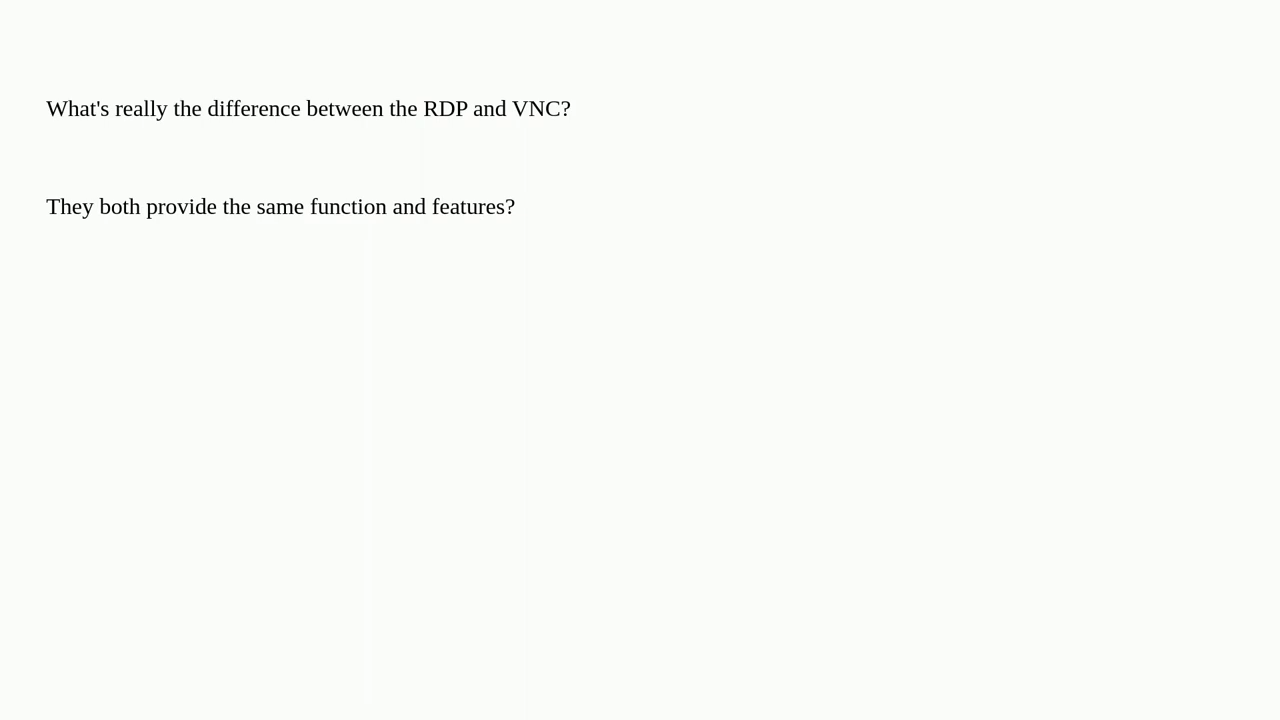 What's really the difference between the RDP and VNC?
They both provide the same function and features?